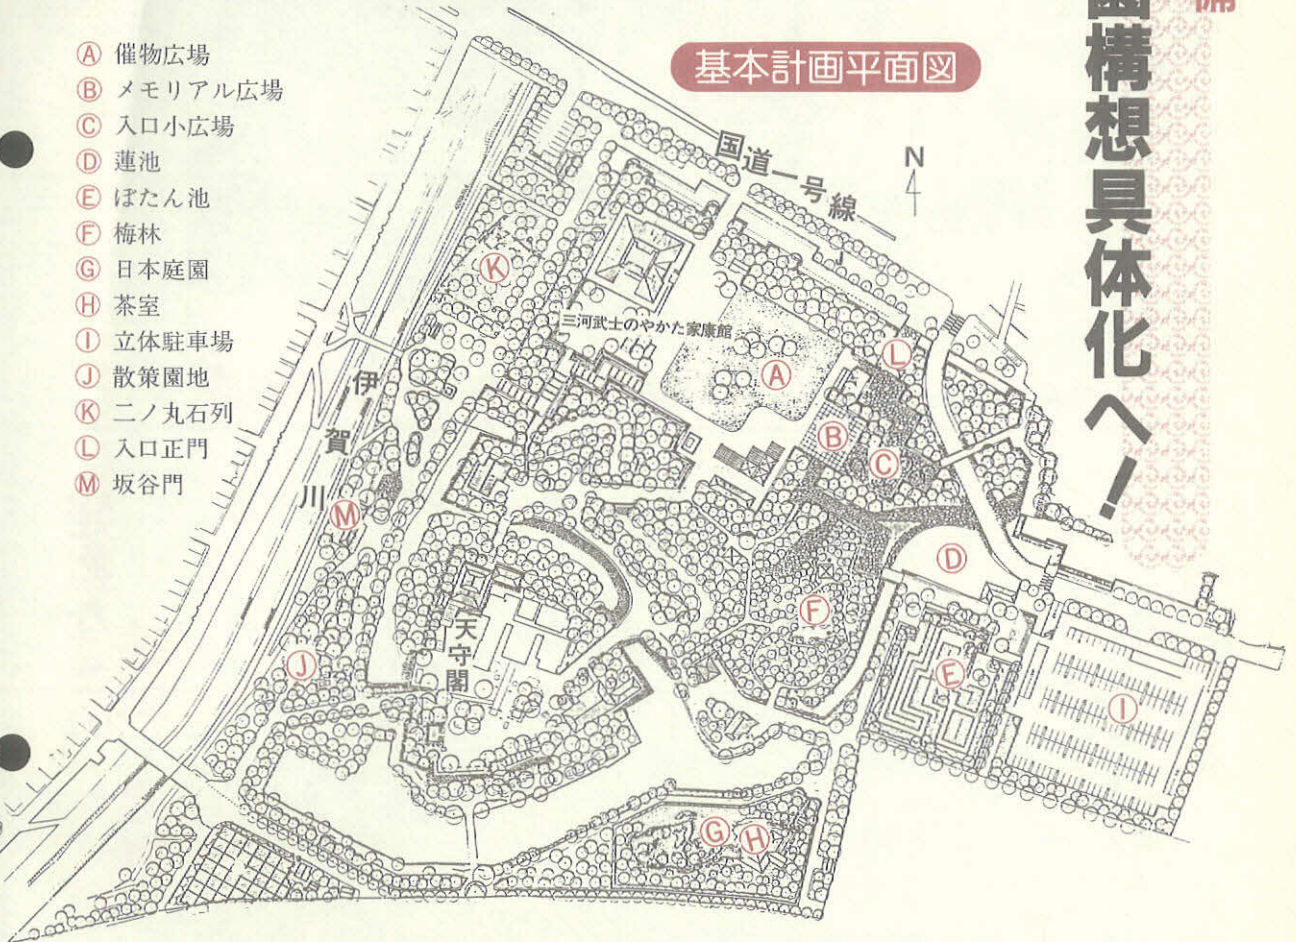 備
構想具体化へ!
基本計画平面図
Ⓐ 催物広場
Ⓑ メモリアル広場
Ⓒ 入口小広場
Ⓓ 蓮池
Ⓔ ぼたん池
Ⓕ 梅林
Ⓖ 日本庭園
Ⓗ 茶室
Ⓘ 立体駐車場
Ⓙ 散策園地
Ⓚ 二ノ丸石列
Ⓛ 入口正門
Ⓜ 坂谷門
国道一号線
N
三河武士のやかた家康館
伊賀川
天守閣
Ⓚ
Ⓐ
Ⓛ
Ⓑ
Ⓒ
Ⓜ
Ⓓ
Ⓕ
Ⓙ
Ⓔ
Ⓘ
Ⓖ
Ⓗ